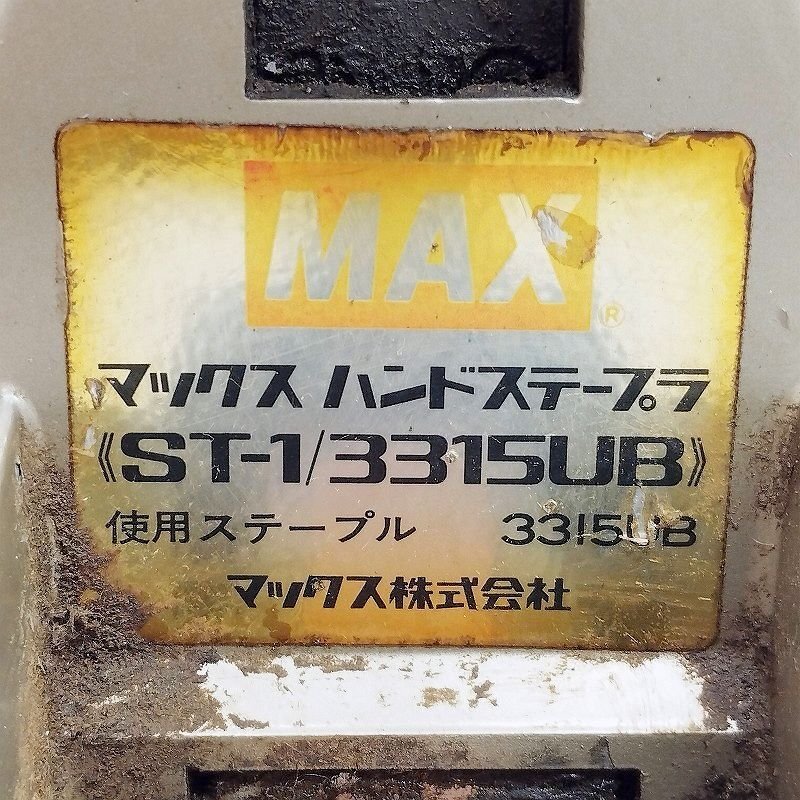 MAX®
マックス ハンドステープラ
《ST-1/3315UB》
使用ステープル 3315UB
マックス株式会社